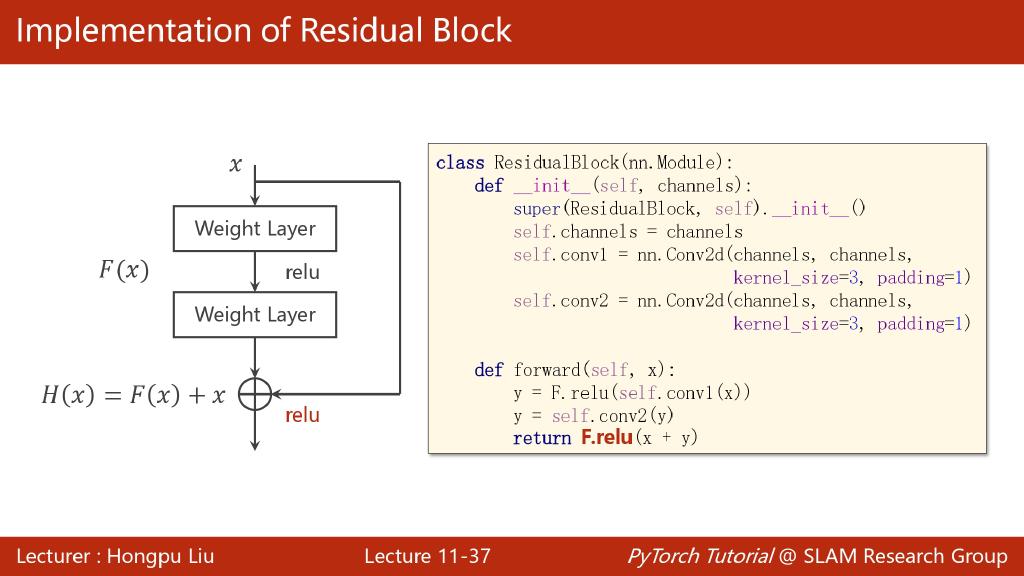 Implementation of Residual Block
x
Weight Layer
F(x)
relu
Weight Layer
H(x) = F(x) + x
relu
class ResidualBlock(nn.Module):
    def __init__(self, channels):
        super(ResidualBlock, self).__init__()
        self.channels = channels
        self.conv1 = nn.Conv2d(channels, channels,
                               kernel_size=3, padding=1)
        self.conv2 = nn.Conv2d(channels, channels,
                               kernel_size=3, padding=1)
    def forward(self, x):
        y = F.relu(self.conv1(x))
        y = self.conv2(y)
        return F.relu(x + y)
Lecturer : Hongpu Liu
Lecture 11-37
PyTorch Tutorial @ SLAM Research Group